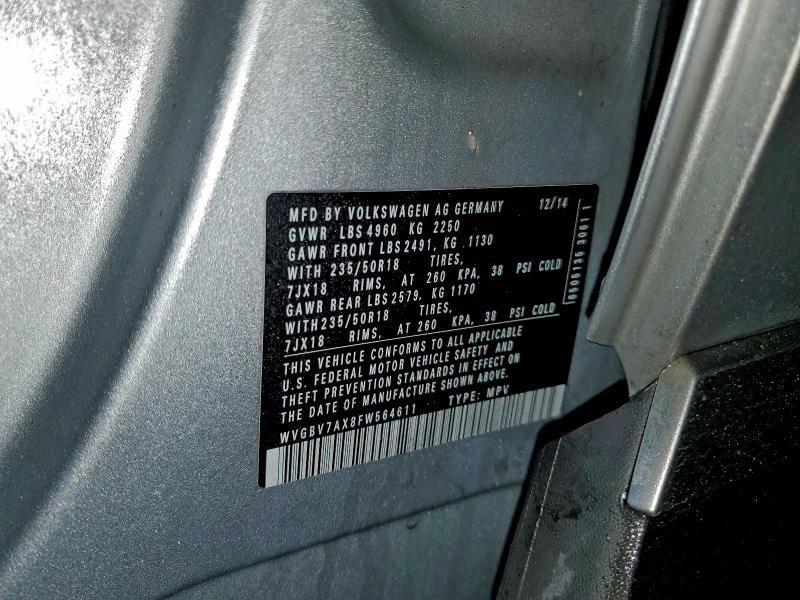 MFD BY VOLKSWAGEN AG GERMANY 12/14
GVWR LBS 4960 KG 2250
GAWR FRONT LBS 2491, KG 1130
WITH 235/50R18 TIRES,
7JX18 RIMS, AT 260 KPA, 38 PSI COLD
GAWR REAR LBS 2579, KG 1170
WITH 235/50R18 TIRES,
7JX18 RIMS, AT 260 KPA, 38 PSI COLD
THIS VEHICLE CONFORMS TO ALL APPLICABLE
U.S. FEDERAL MOTOR VEHICLE SAFETY AND
THEFT PREVENTION STANDARDS IN EFFECT ON
THE DATE OF MANUFACTURE SHOWN ABOVE.
WVGBV7AX8FW564611 TYPE: MPV